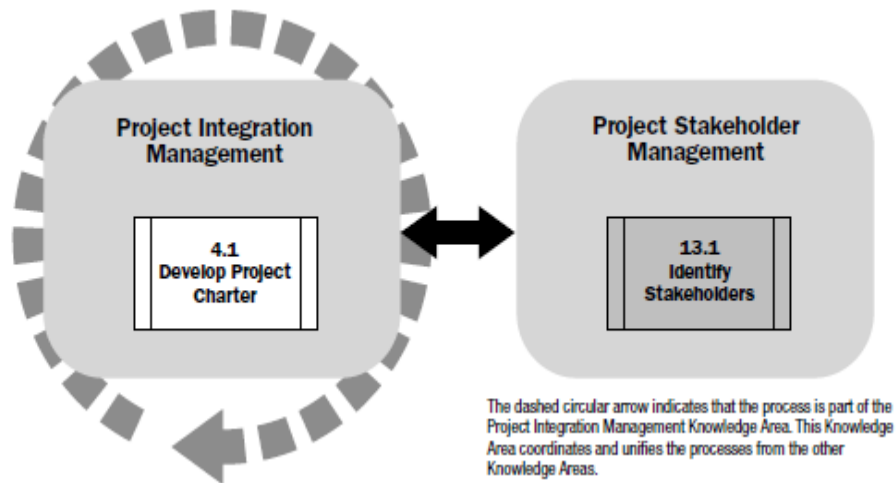 Project Integration
Management
4.1
Develop Project
Charter
Project Stakeholder
Management
13.1
Identify
Stakeholders
The dashed circular arrow indicates that the process is part of the
Project Integration Management Knowledge Area. This Knowledge
Area coordinates and unifies the processes from the other
Knowledge Areas.